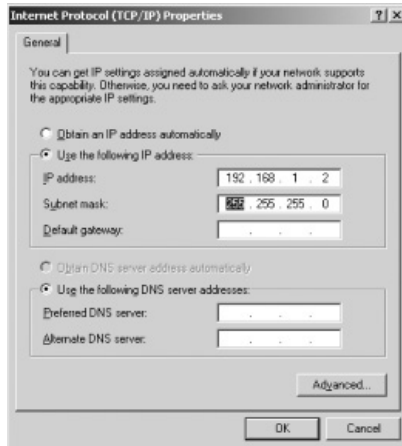 Internet Protocol (TCP/IP) Properties
General
You can get IP settings assigned automatically if your network supports
this capability. Otherwise, you need to ask your network administrator for
the appropriate IP settings.
Obtain an IP address automatically
Use the following IP address:
IP address: 192 . 168 . 1 . 2
Subnet mask: 255 . 255 . 255 . 0
Default gateway: . . .
Obtain DNS server address automatically
Use the following DNS server addresses:
Preferred DNS server: . . .
Alternate DNS server: . . .
Advanced...
OK Cancel